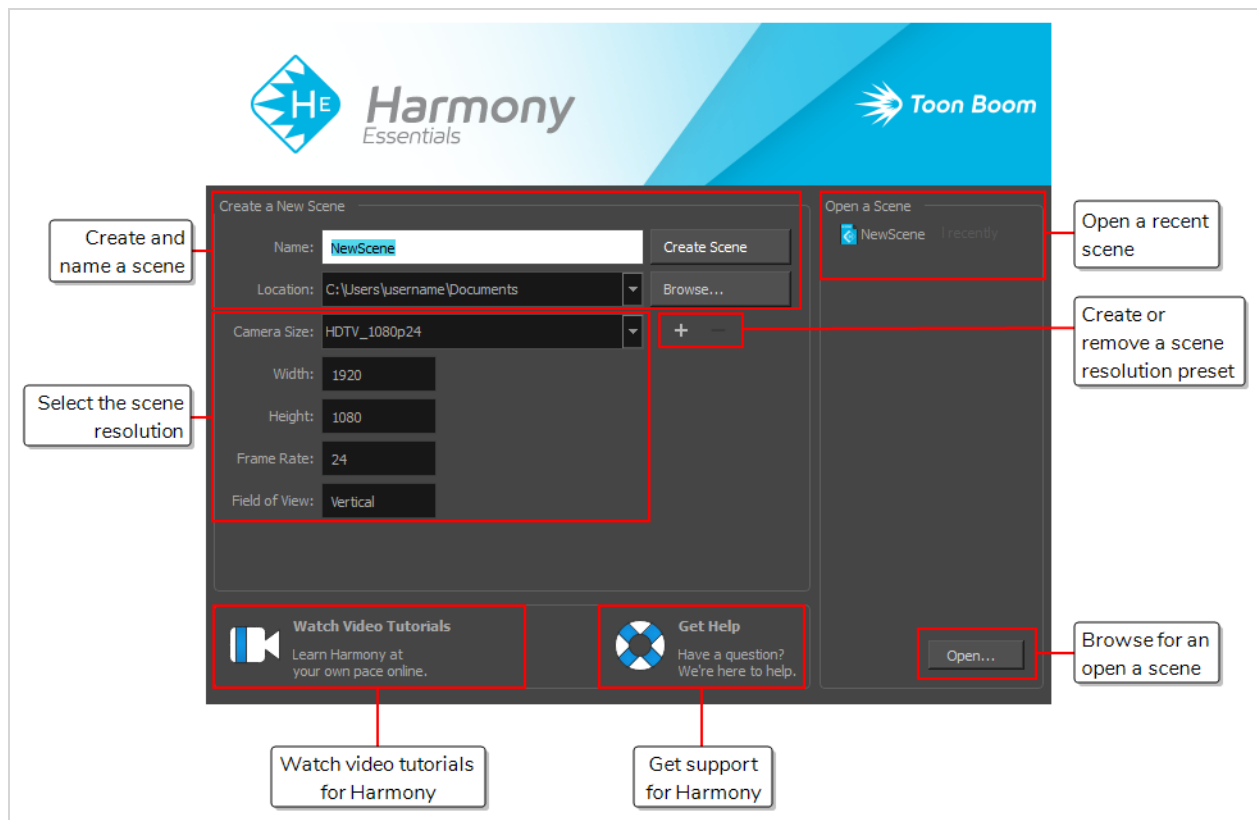 HE
Harmony
Essentials
Toon Boom
Create a New Scene
Name:
NewScene
Create Scene
Location:
C:\Users\username\Documents
Browse...
Camera Size:
HDTV_1080p24
Width:
1920
Height:
1080
Frame Rate:
24
Field of View:
Vertical
Open a Scene
NewScene
l recently
Watch Video Tutorials
Learn Harmony at
your own pace online.
Get Help
Have a question?
We're here to help.
Open...
Create and
name a scene
Select the scene
resolution
Open a recent
scene
Create or
remove a scene
resolution preset
Browse for an
open a scene
Watch video tutorials
for Harmony
Get support
for Harmony